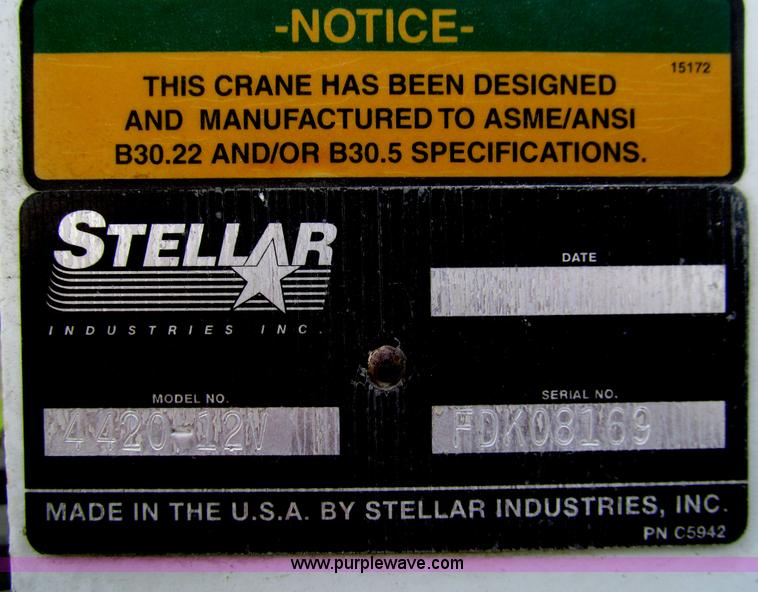 -NOTICE-
15172
THIS CRANE HAS BEEN DESIGNED
AND MANUFACTURED TO ASME/ANSI
B30.22 AND/OR B30.5 SPECIFICATIONS.
STELLAR
INDUSTRIES INC.
DATE
MODEL NO.
4420-12V
SERIAL NO.
FDK08169
MADE IN THE U.S.A. BY STELLAR INDUSTRIES, INC.
PN C5942
www.purplewave.com